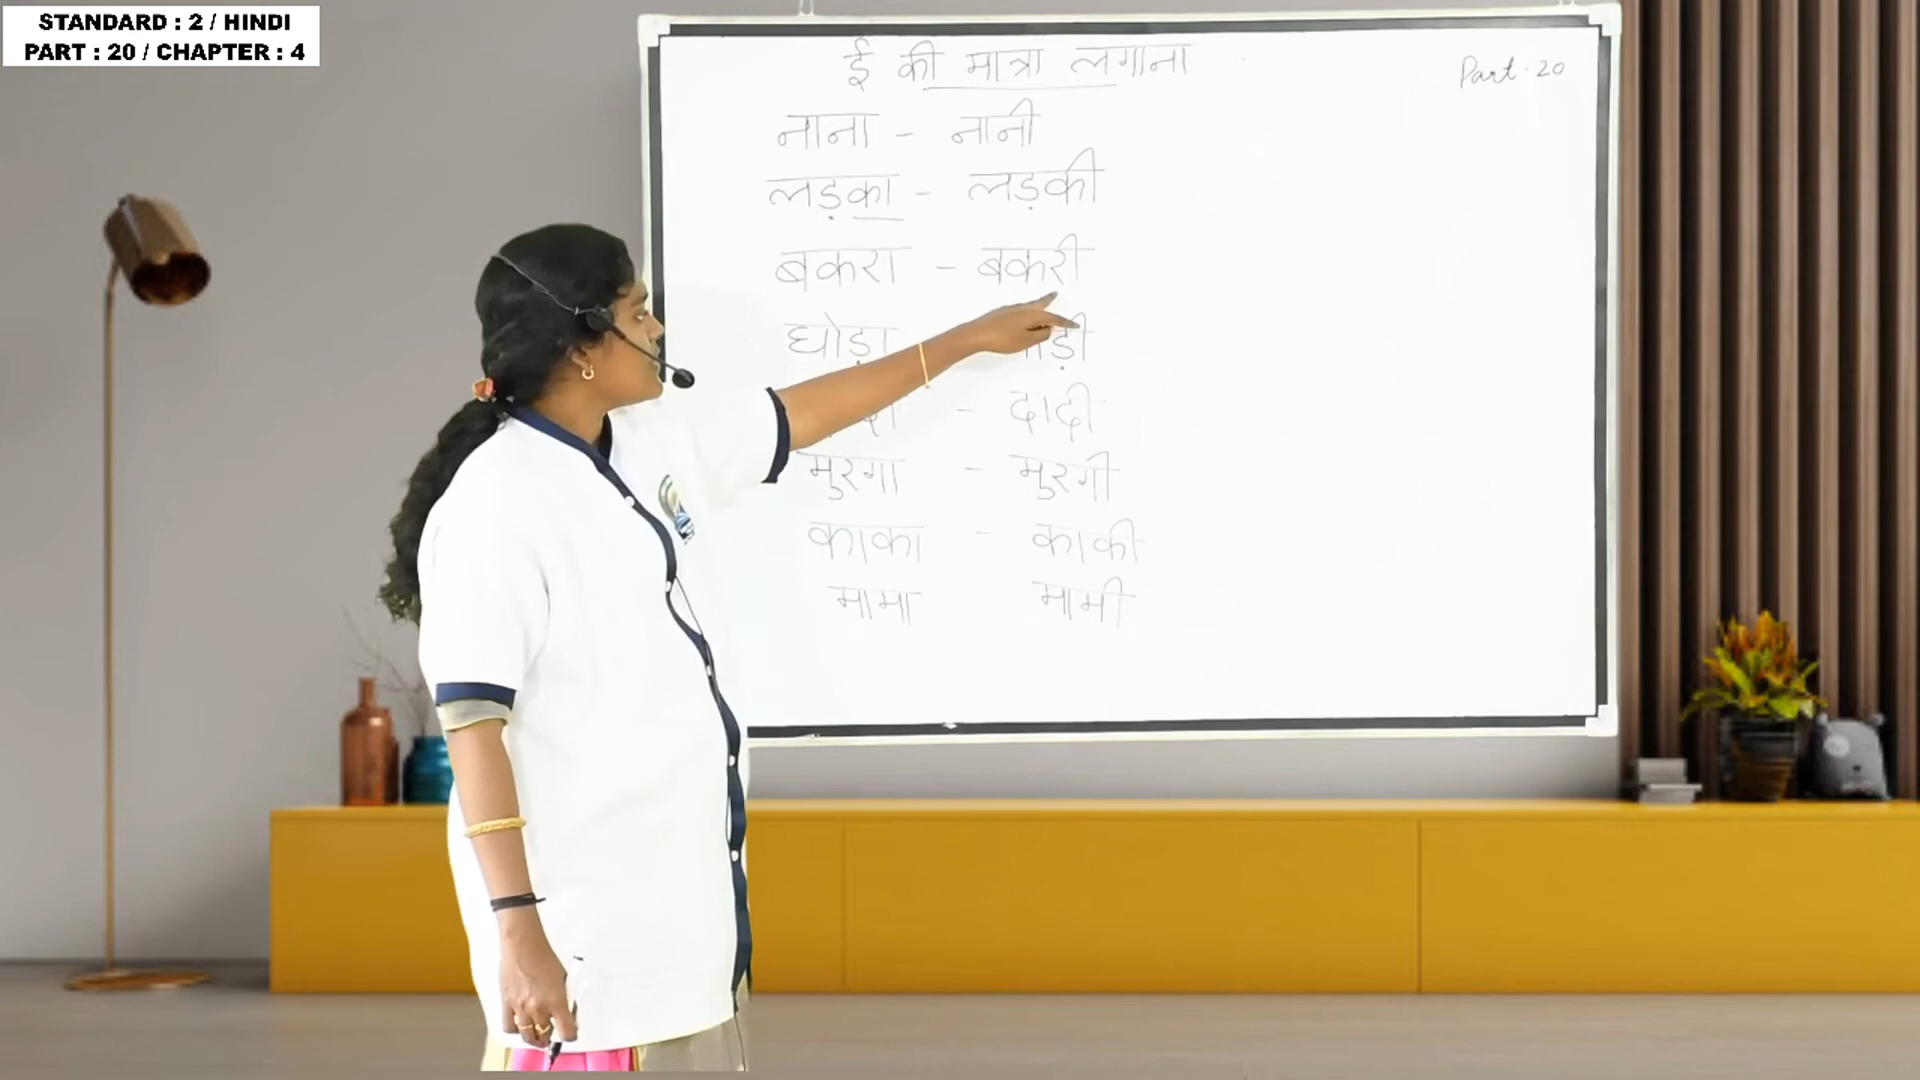 STANDARD : 2 / HINDI
PART : 20 / CHAPTER : 4
ई की मात्रा लगाना
Part-20
नाना - नानी
लड़का - लड़की
बकरा - बकरी
घोड़ा
- दादी
मुरगा - मुरगी
काका - काकी
मामा मामी